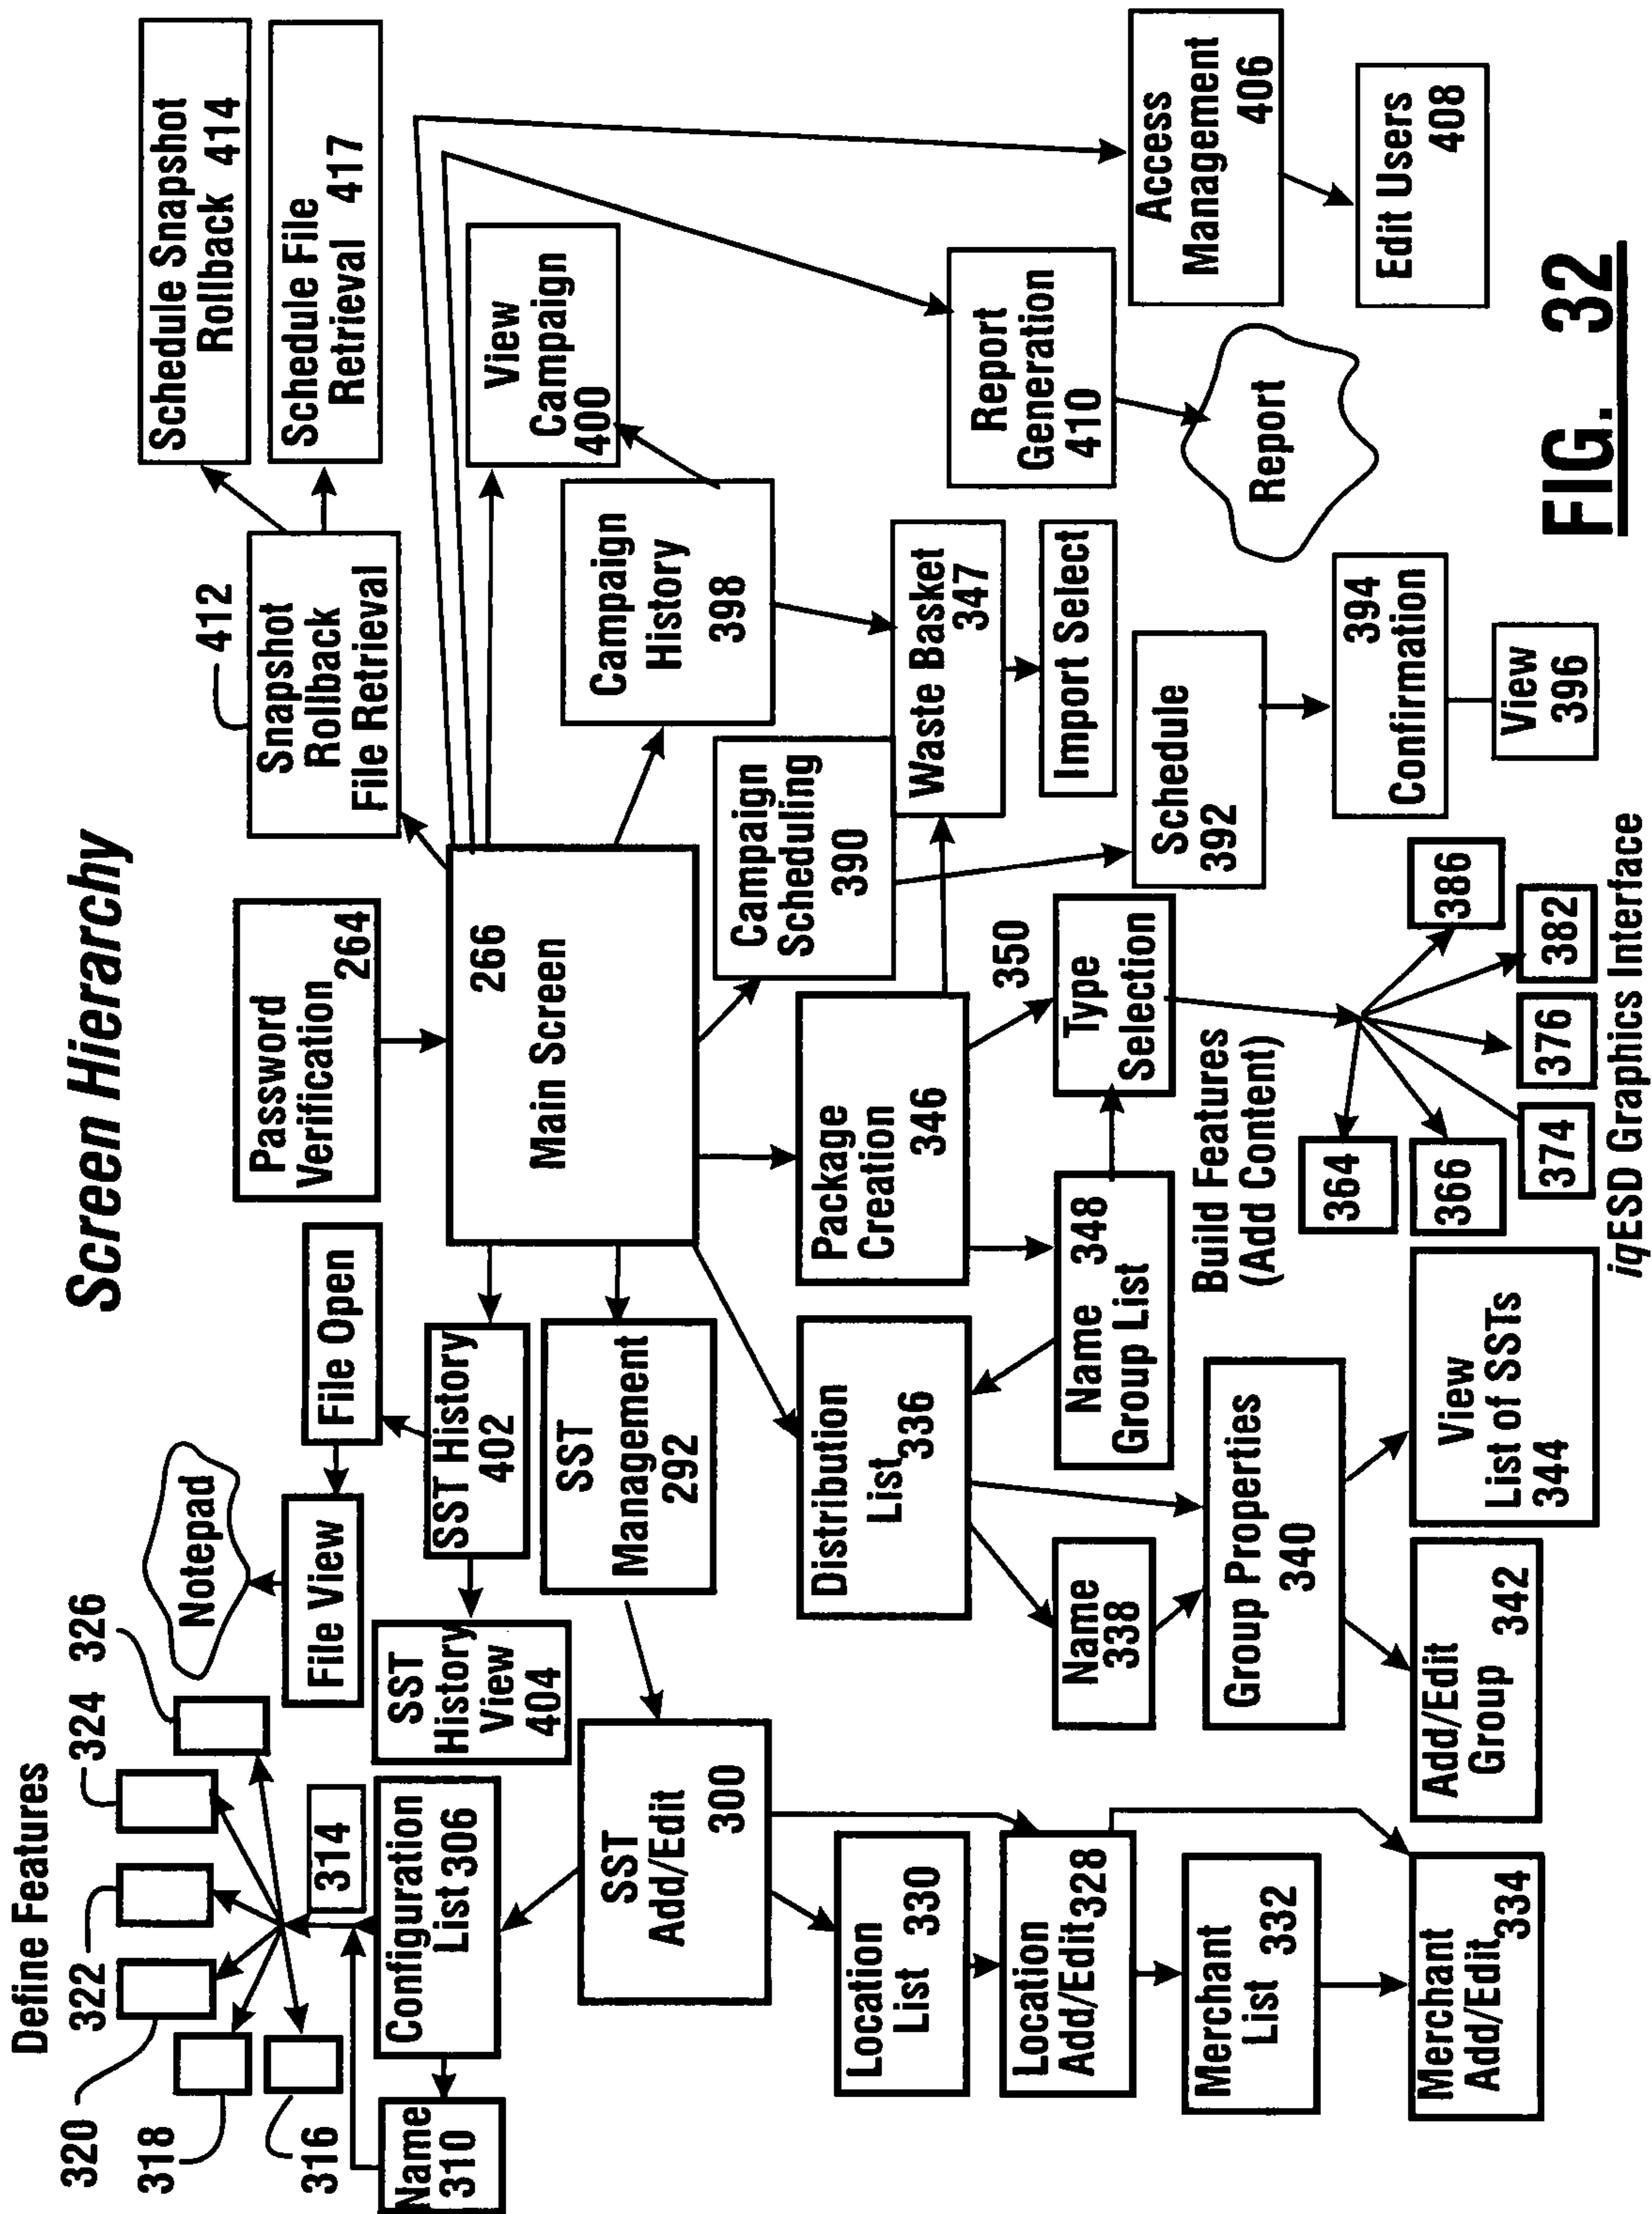 Screen Hierarchy
Define Features
320
322
324
326
318
316
314
Notepad
File View
File Open
Password
Verification
264
412
Snapshot
Rollback
File Retrieval
Schedule Snapshot
Rollback 414
Schedule File
Retrieval 417
Name
310
Configuration
List 306
SST
History
View
404
SST History
402
SST
Management
292
266
Main Screen
View
Campaign
400
Campaign
History
398
SST
Add/Edit
300
Campaign
Scheduling
390
Waste Basket
347
Import Select
Location
List 330
Location
Add/Edit 328
Merchant
List 332
Merchant
Add/Edit 334
Distribution
List 336
Name
338
Group Properties
340
Add/Edit
Group 342
View
List of SSTs
344
Package
Creation
346
Name 348
Group List
350
Type
Selection
Build Features
(Add Content)
364
366
374
376
382
386
iqESD Graphics Interface
Schedule
392
394
Confirmation
View
396
Report
Generation
410
Report
Access
Management
406
Edit Users
408
FIG. 32